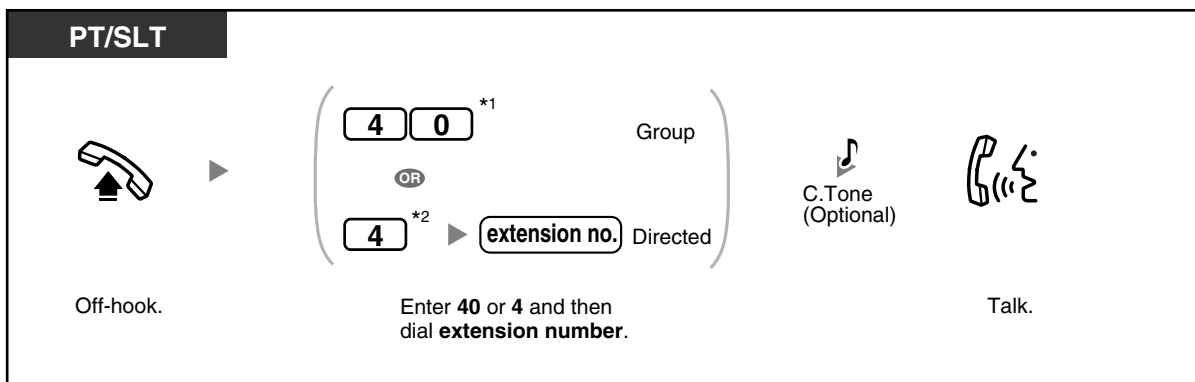 PT/SLT
4 0 *1 Group
OR
4 *2 extension no. Directed
C.Tone
(Optional)
Off-hook.
Enter 40 or 4 and then
dial extension number.
Talk.